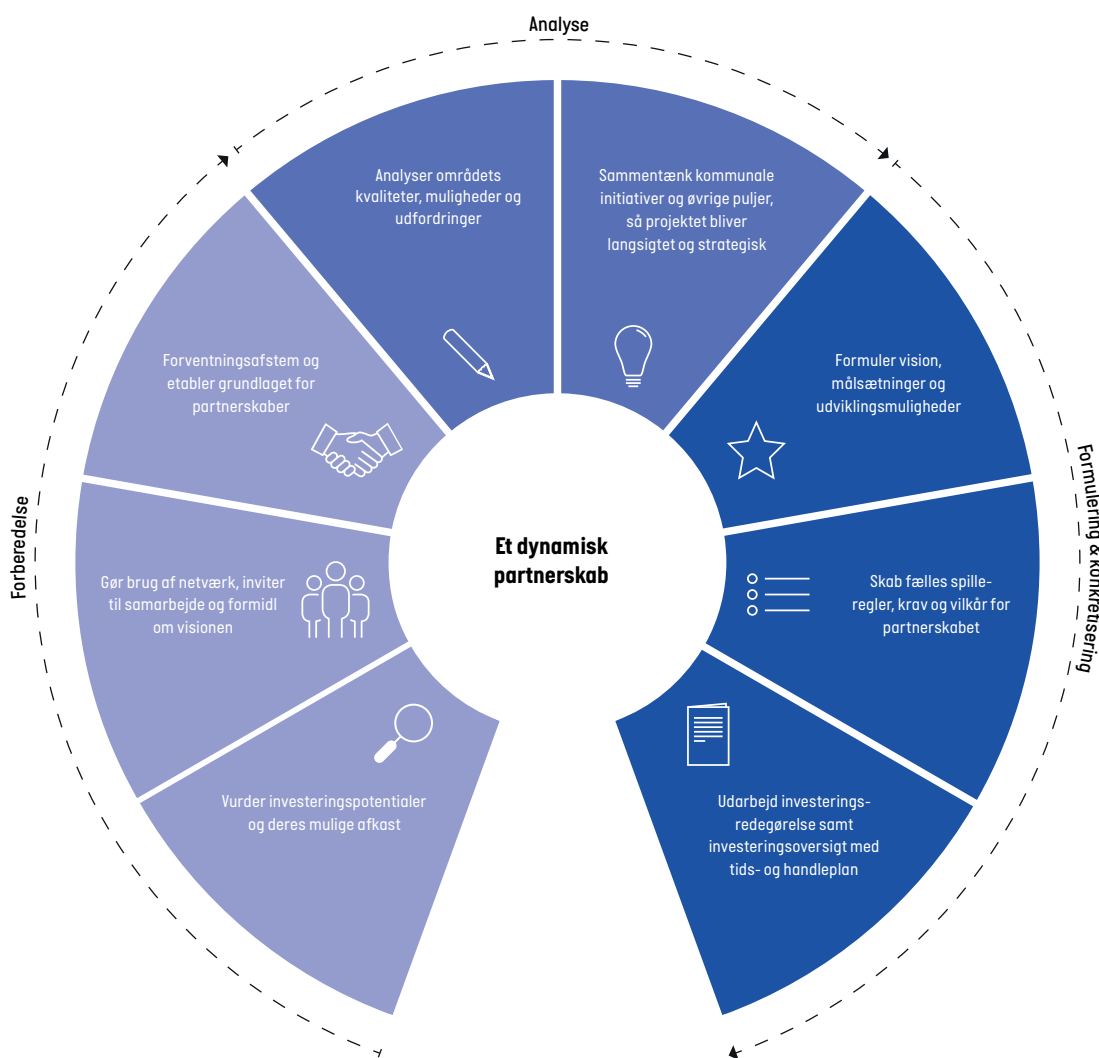 Analyse
Analyser områdets
kvaliteter, muligheder og
udfordringer
Sammentænk kommunale
initiativer og øvrige puljer,
så projektet bliver
langsigtet og strategisk
Forventningsafstem og
etabler grundlaget for
partnerskaber
Formuler vision,
målsætninger og
udviklingsmuligheder
Forberedelse
Et dynamisk
partnerskab
Formulering & konkretisering
Gør brug af netværk, inviter
til samarbejde og formidl
om visionen
Skab fælles spille-
regler, krav og vilkår for
partnerskabet
Vurder investeringspotentialer
og deres mulige afkast
Udarbejd investerings-
redegørelse samt
investeringsoversigt med
tids- og handleplan